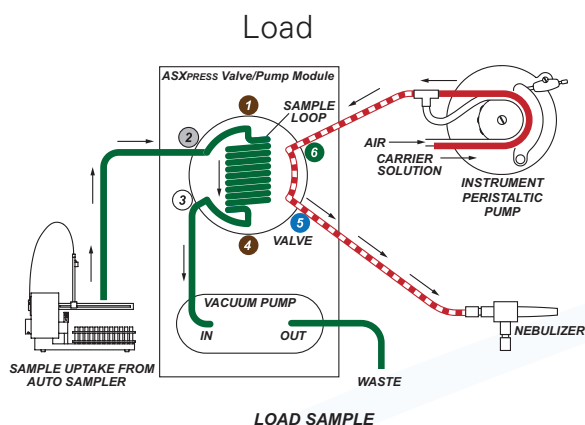 Load
ASXPRESS Valve/Pump Module
1
SAMPLE
LOOP
2
6
AIR
CARRIER
SOLUTION
INSTRUMENT
PERISTALTIC
PUMP
3
4
5
VALVE
VACUUM PUMP
IN
OUT
NEBULIZER
SAMPLE UPTAKE FROM
AUTO SAMPLER
WASTE
LOAD SAMPLE